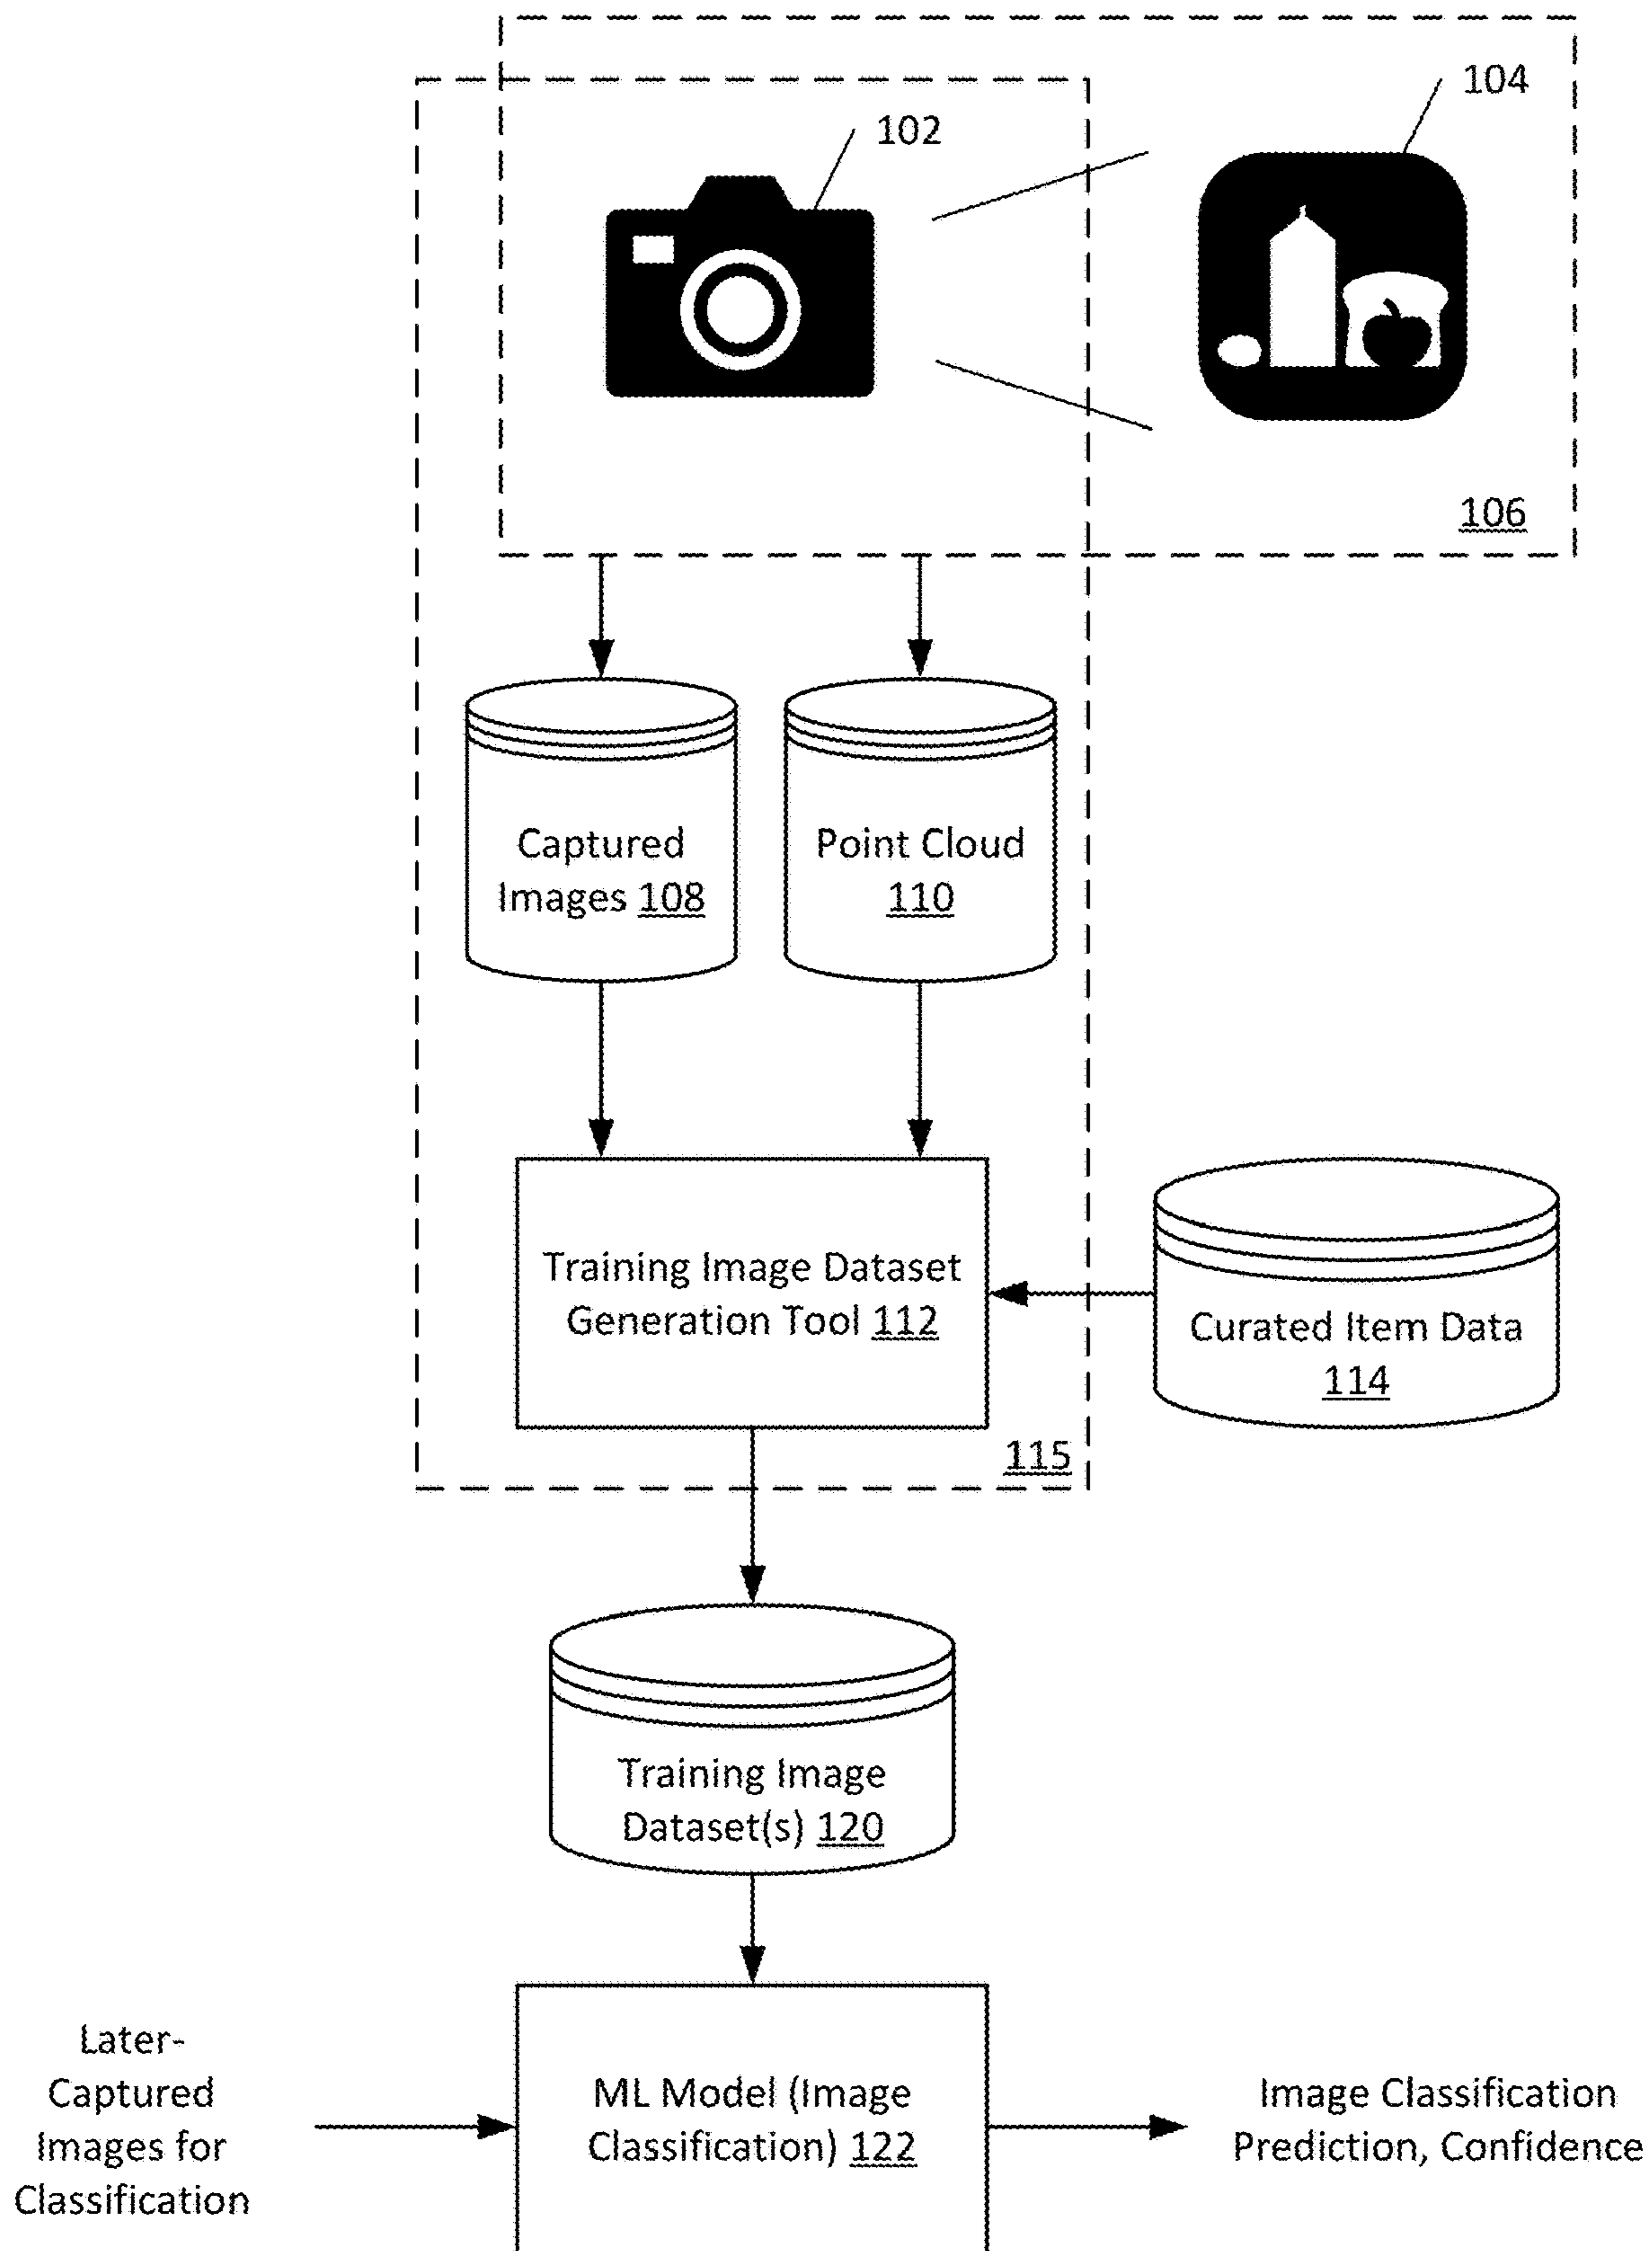 104
102
106
Captured
Images 108
Point Cloud
110
Training Image Dataset
Generation Tool 112
Curated Item Data
114
115
Training Image
Dataset(s) 120
Later-
Captured
Images for
Classification
ML Model (Image
Classification) 122
Image Classification
Prediction, Confidence